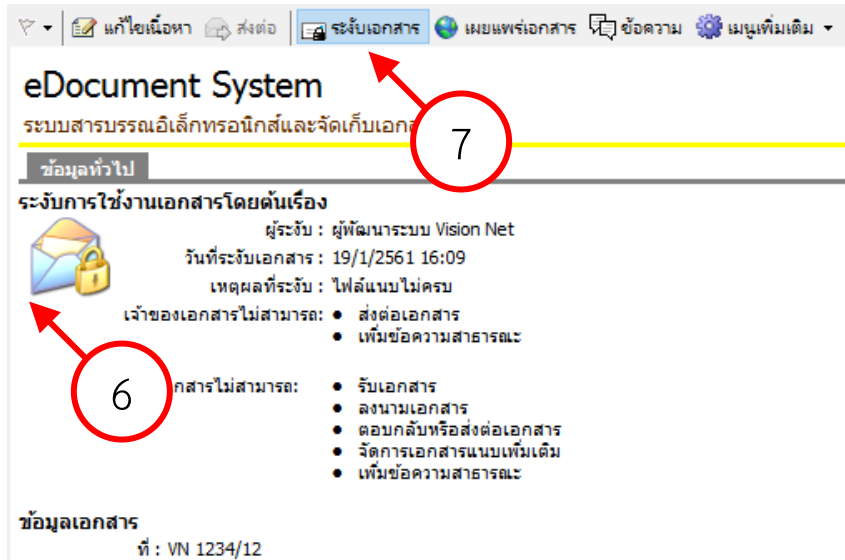 แก้ไขเนื้อหา ส่งต่อ ระงับเอกสาร เผยแพร่เอกสาร ข้อความ เมนูเพิ่มเติม
eDocument System
ระบบสารบรรณอิเล็กทรอนิกส์และจัดเก็บเอกส
7
ข้อมูลทั่วไป
ระงับการใช้งานเอกสารโดยต้นเรื่อง
ผู้ระงับ : ผู้พัฒนาระบบ Vision Net
วันที่ระงับเอกสาร : 19/1/2561 16:09
เหตุผลที่ระงับ : ไฟล์แนบไม่ครบ
เจ้าของเอกสารไม่สามารถ: ● ส่งต่อเอกสาร
● เพิ่มข้อความสาธารณะ
6
กสารไม่สามารถ: ● รับเอกสาร
● ลงนามเอกสาร
● ตอบกลับหรือส่งต่อเอกสาร
● จัดการเอกสารแนบเพิ่มเติม
● เพิ่มข้อความสาธารณะ
ข้อมูลเอกสาร
ที่ : VN 1234/12